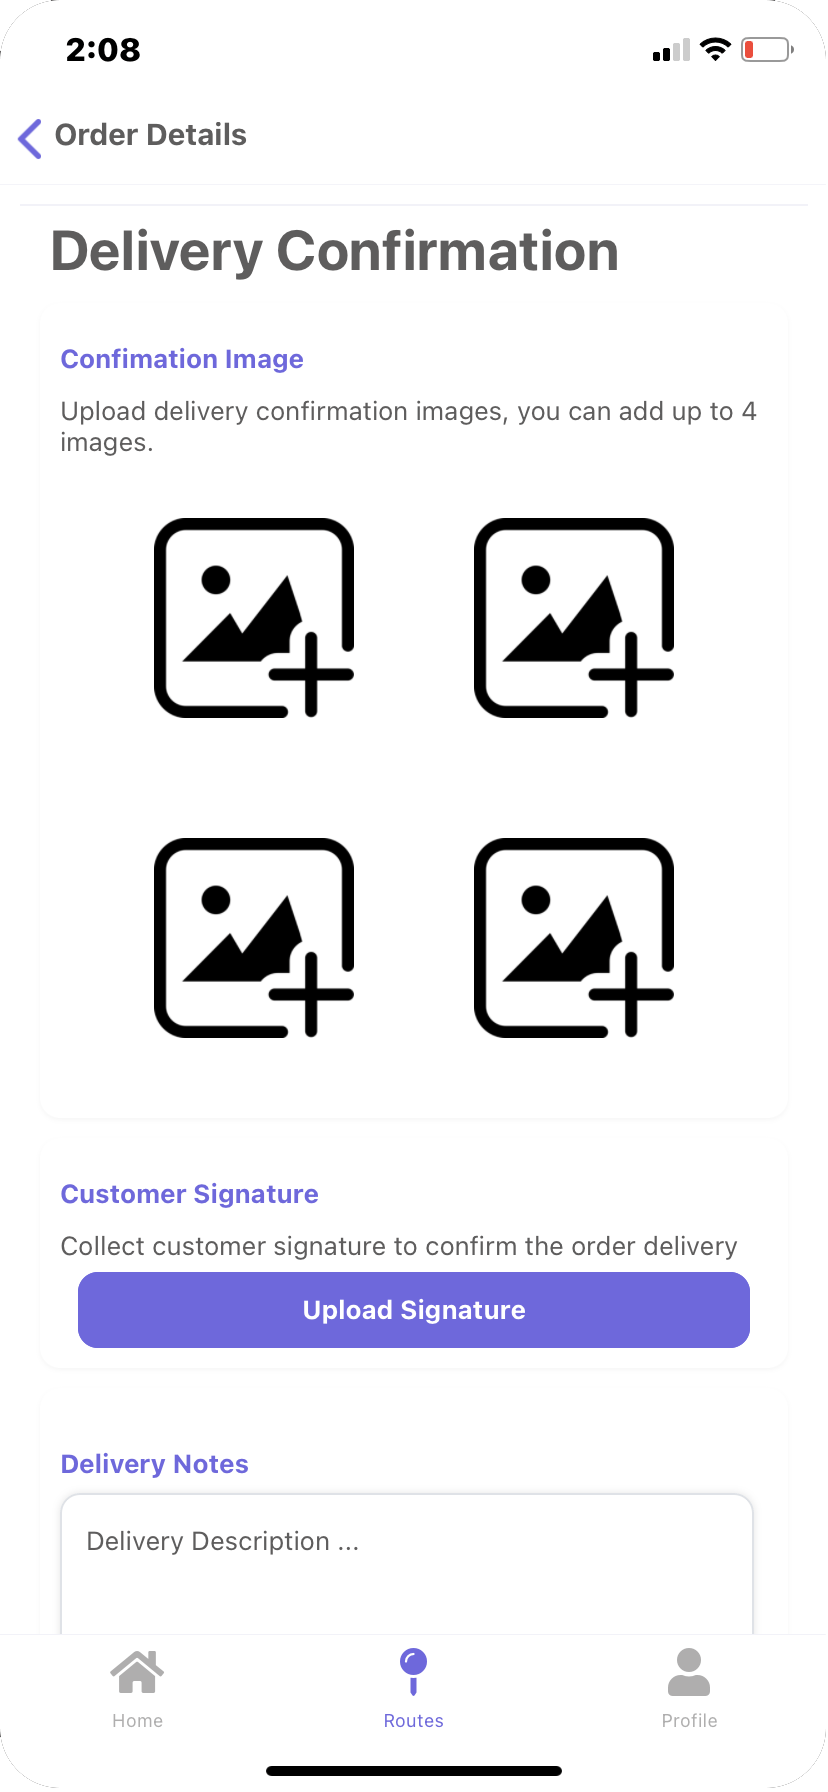 2:08
Order Details
Delivery Confirmation
Confimation Image
Upload delivery confirmation images, you can add up to 4
images.
Customer Signature
Collect customer signature to confirm the order delivery
Upload Signature
Delivery Notes
Delivery Description ...
Home
Routes
Profile